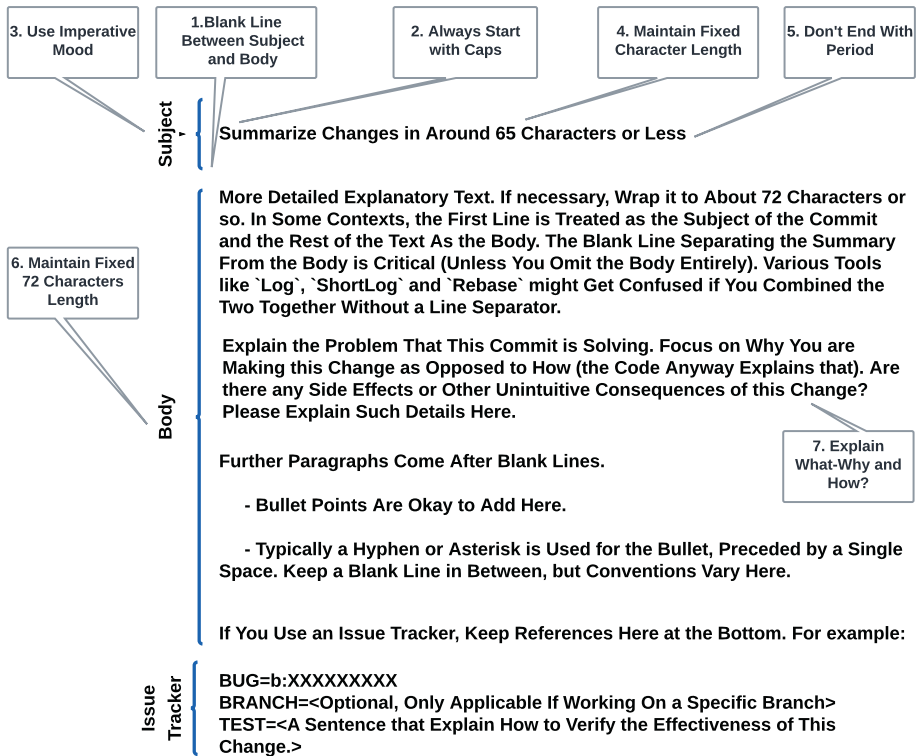 3. Use Imperative
Mood
1.Blank Line
Between Subject
and Body
2. Always Start
with Caps
4. Maintain Fixed
Character Length
5. Don't End With
Period
Subject
Summarize Changes in Around 65 Characters or Less
More Detailed Explanatory Text. If necessary, Wrap it to About 72 Characters or
so. In Some Contexts, the First Line is Treated as the Subject of the Commit
and the Rest of the Text As the Body. The Blank Line Separating the Summary
From the Body is Critical (Unless You Omit the Body Entirely). Various Tools
like `Log`, `ShortLog` and `Rebase` might Get Confused if You Combined the
Two Together Without a Line Separator.
6. Maintain Fixed
72 Characters
Length
Body
Explain the Problem That This Commit is Solving. Focus on Why You are
Making this Change as Opposed to How (the Code Anyway Explains that). Are
there any Side Effects or Other Unintuitive Consequences of this Change?
Please Explain Such Details Here.
7. Explain
What-Why and
How?
Further Paragraphs Come After Blank Lines.
- Bullet Points Are Okay to Add Here.
- Typically a Hyphen or Asterisk is Used for the Bullet, Preceded by a Single
Space. Keep a Blank Line in Between, but Conventions Vary Here.
If You Use an Issue Tracker, Keep References Here at the Bottom. For example:
Issue
Tracker
BUG=b:XXXXXXXXX
BRANCH=<Optional, Only Applicable If Working On a Specific Branch>
TEST=<A Sentence that Explain How to Verify the Effectiveness of This
Change.>